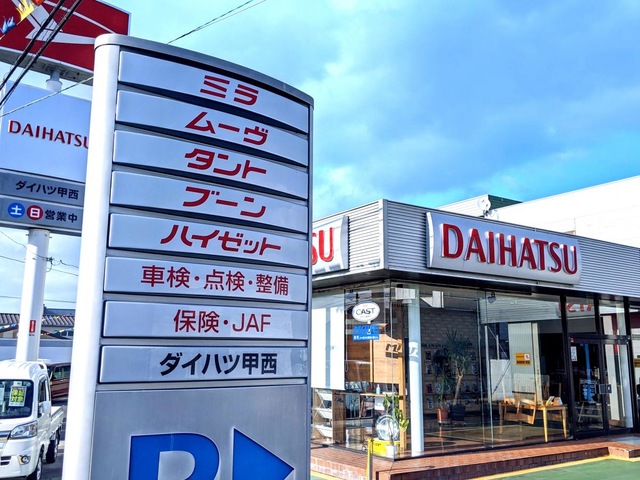 DAIHATSU
ダイハツ甲西
土日営業中
ミラ
ムーヴ
タント
ブーン
ハイゼット
車検・点検・整備
保険・JAF
ダイハツ甲西
P
SU
DAIHATSU
CAST